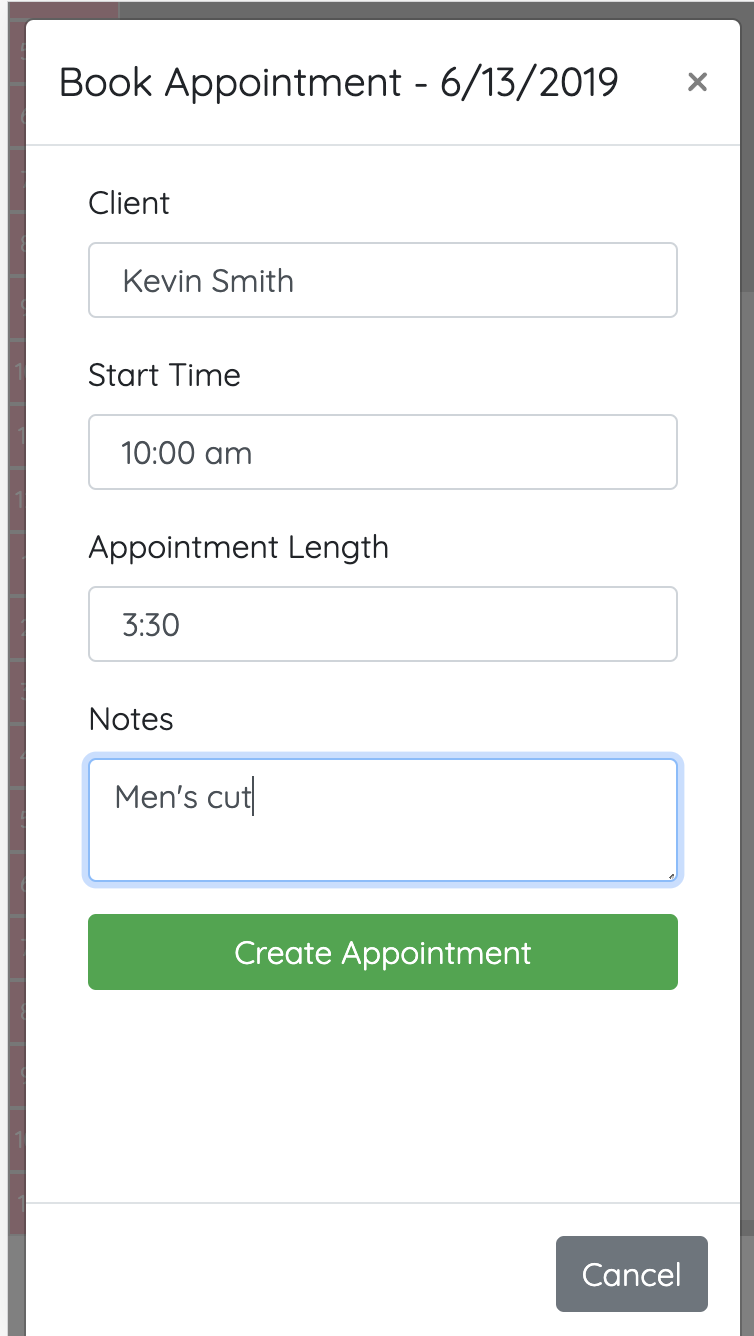 Book Appointment - 6/13/2019 ×
Client
Kevin Smith
Start Time
10:00 am
Appointment Length
3:30
Notes
Men's cut
Create Appointment
Cancel